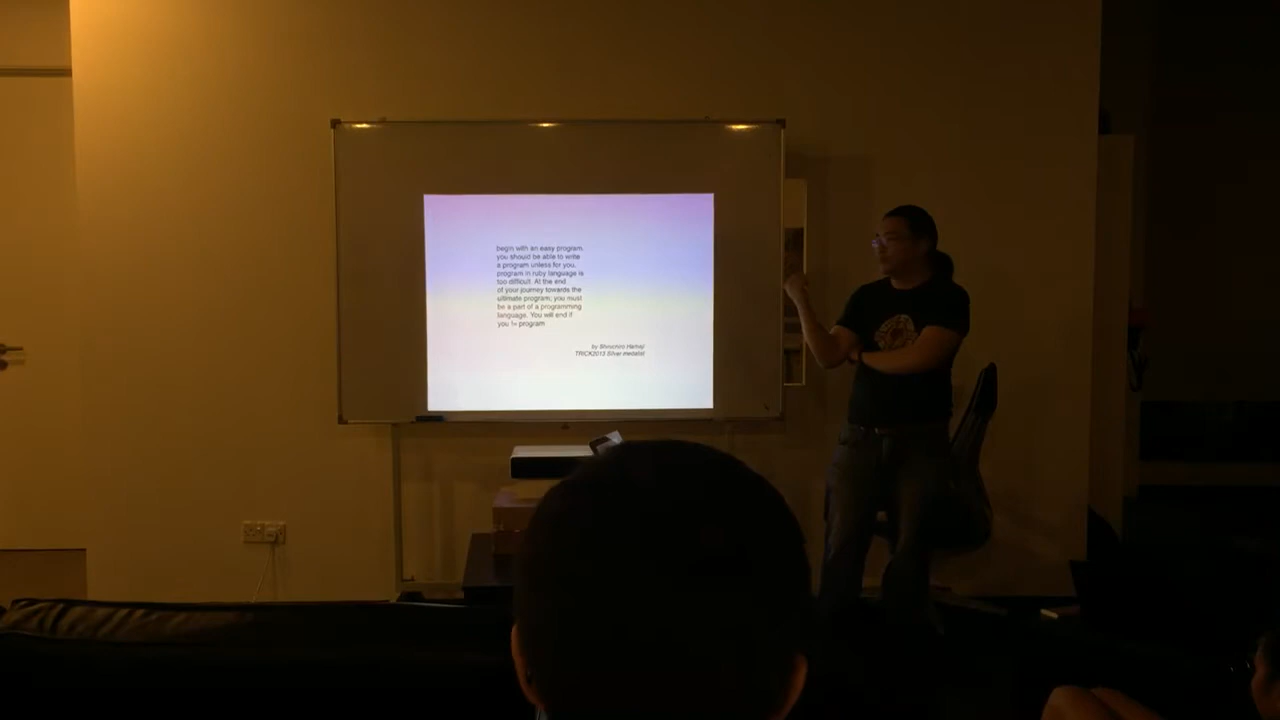 begin with an easy program.
you should be able to write
a program unless for you,
program in ruby language is
too difficult. At the end
of your journey towards the
ultimate program; you must
be a part of a programming
language. You will end if
you != program
by Shinichiro Hamaji
TRICK2013 Silver medalist